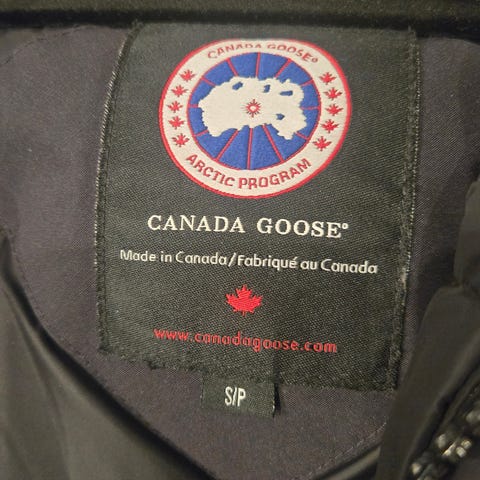 CANADA GOOSE®
ARCTIC PROGRAM
CANADA GOOSE®
Made in Canada/Fabriqué au Canada
www.canadagoose.com
S/P